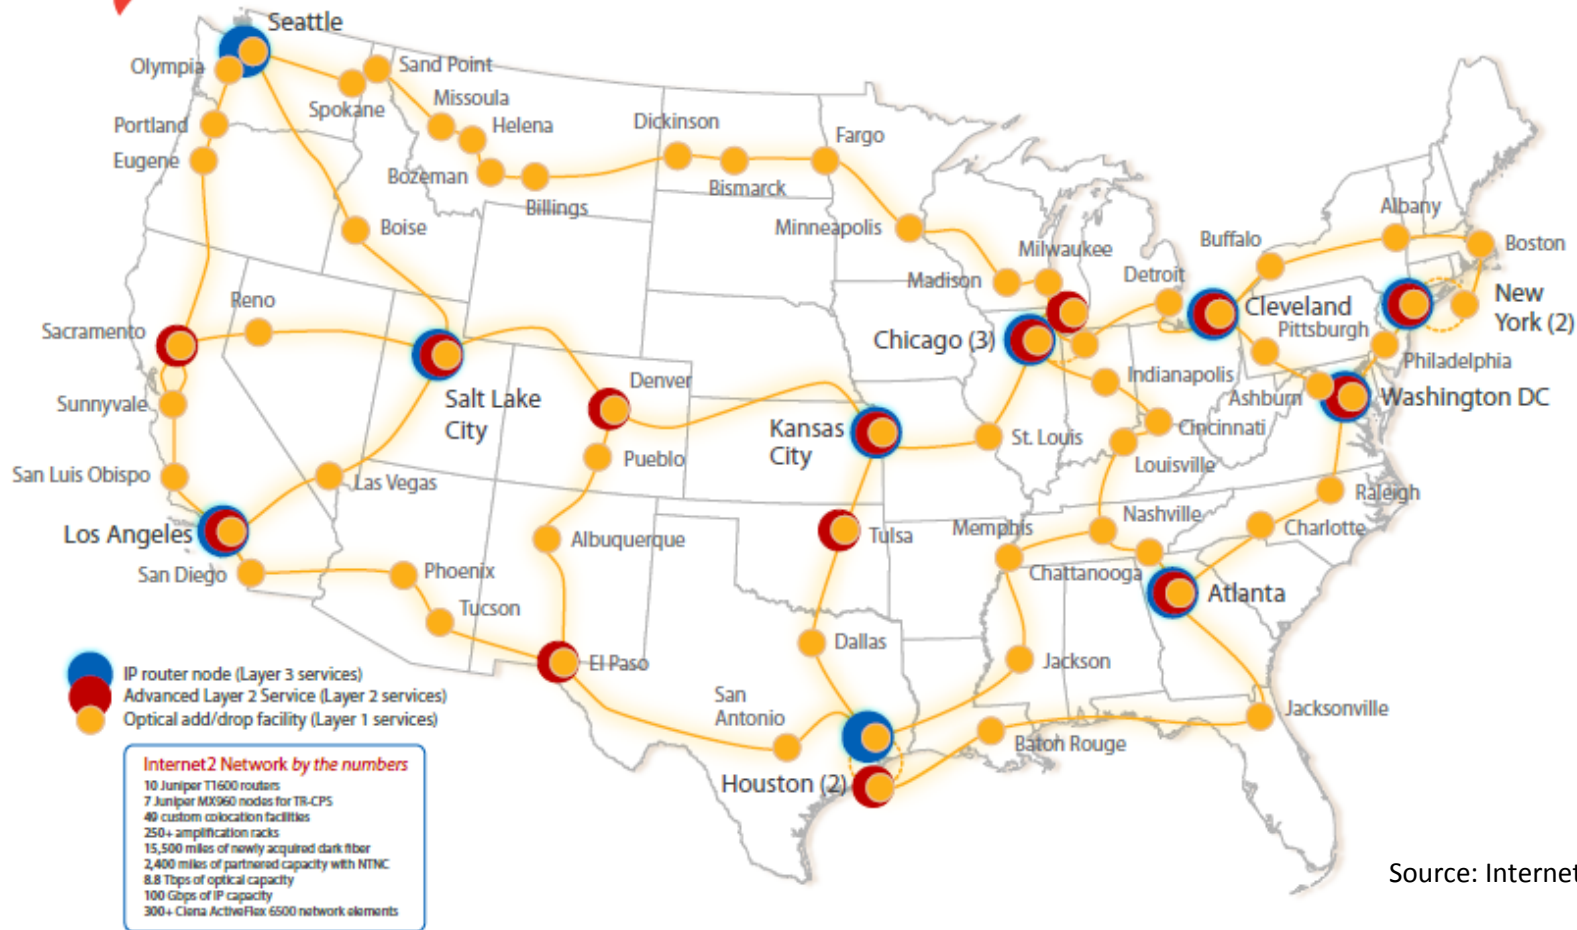 Seattle
Olympia
Sand Point
Spokane
Missoula
Portland
Helena
Dickinson
Fargo
Eugene
Bozeman
Bismarck
Billings
Albany
Boise
Minneapolis
Buffalo
Boston
Milwaukee
Madison
Detroit
Reno
New
York (2)
Cleveland
Sacramento
Pittsburgh
Chicago (3)
Philadelphia
Denver
Indianapolis
Salt Lake
City
Ashburn
Washington DC
Sunnyvale
Kansas
City
St. Louis
Cincinnati
Pueblo
Louisville
San Luis Obispo
Las Vegas
Raleigh
Nashville
Memphis
Charlotte
Los Angeles
Tulsa
Albuquerque
San Diego
Phoenix
Chattanooga
Atlanta
Tucson
Dallas
El Paso
Jackson
San
Antonio
Jacksonville
Baton Rouge
Houston (2)
IP router node (Layer 3 services)
Advanced Layer 2 Service (Layer 2 services)
Optical add/drop facility (Layer 1 services)
Internet2 Network by the numbers
10 Juniper T1600 routers
7 Juniper MX960 nodes for TR-CPS
49 custom colocation facilities
250+ amplification racks
15,500 miles of newly acquired dark fiber
2,400 miles of partnered capacity with NTNC
8.8 Tbps of optical capacity
100 Gbps of IP capacity
300+ Ciena ActiveFlex 6500 network elements
Source: Internet